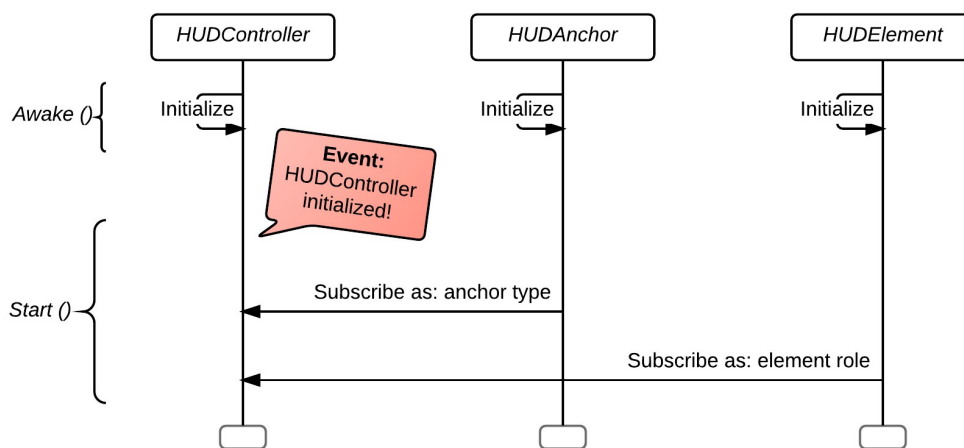 HUDController
HUDAnchor
HUDElement
Awake ()
Initialize
Initialize
Initialize
Event:
HUDController
initialized!
Start ()
Subscribe as: anchor type
Subscribe as: element role